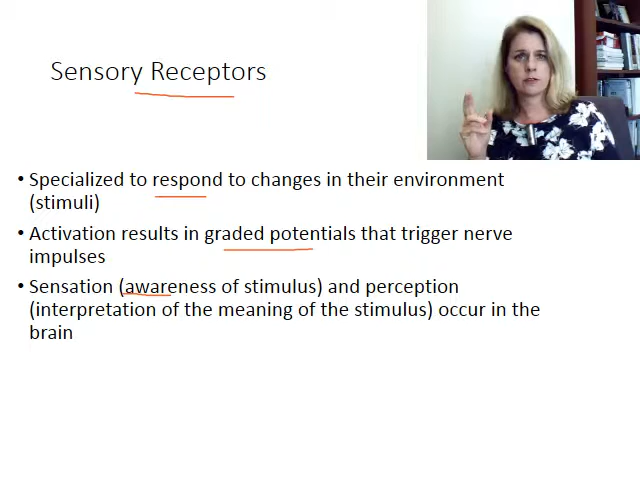 Sensory Receptors
• Specialized to respond to changes in their environment
(stimuli)
• Activation results in graded potentials that trigger nerve
impulses
• Sensation (awareness of stimulus) and perception
(interpretation of the meaning of the stimulus) occur in the
brain